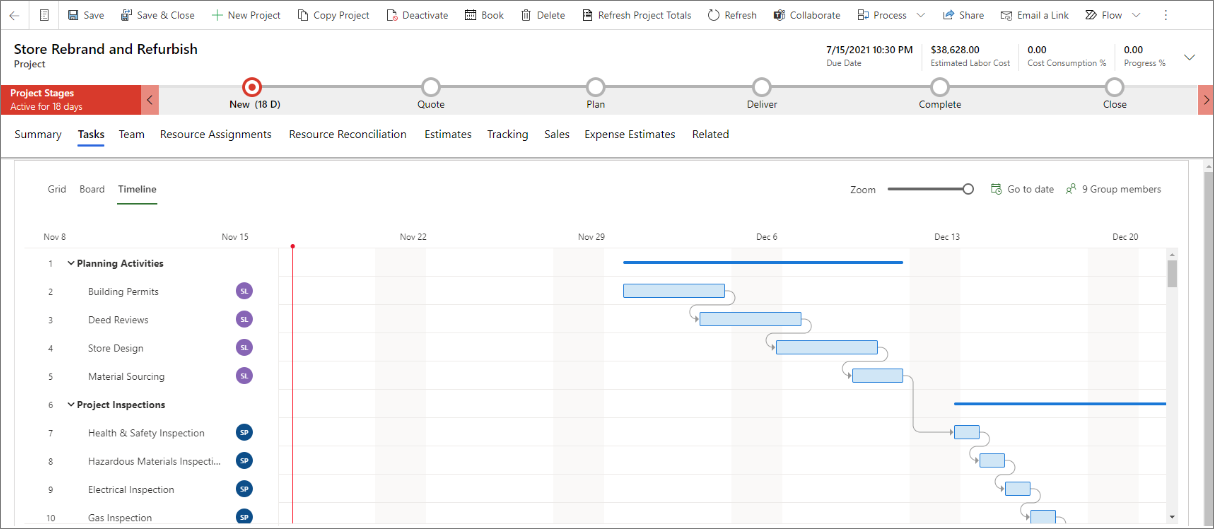 Save Save & Close New Project Copy Project Deactivate Book Delete Refresh Project Totals Refresh Collaborate Process Share Email a Link Flow
Store Rebrand and Refurbish
Project
7/15/2021 10:30 PM $38,628.00 0.00 0.00
Due Date Estimated Labor Cost Cost Consumption % Progress %
Project Stages
Active for 18 days
New (18 D) Quote Plan Deliver Complete Close
Summary Tasks Team Resource Assignments Resource Reconciliation Estimates Tracking Sales Expense Estimates Related
Grid Board Timeline Zoom Go to date 9 Group members
Nov 8 Nov 15 Nov 22 Nov 29 Dec 6 Dec 13 Dec 20
1 Planning Activities
2 Building Permits SL
3 Deed Reviews SL
4 Store Design SL
5 Material Sourcing SL
6 Project Inspections
7 Health & Safety Inspection SP
8 Hazardous Materials Inspecti... SP
9 Electrical Inspection SP
10 Gas Inspection SP